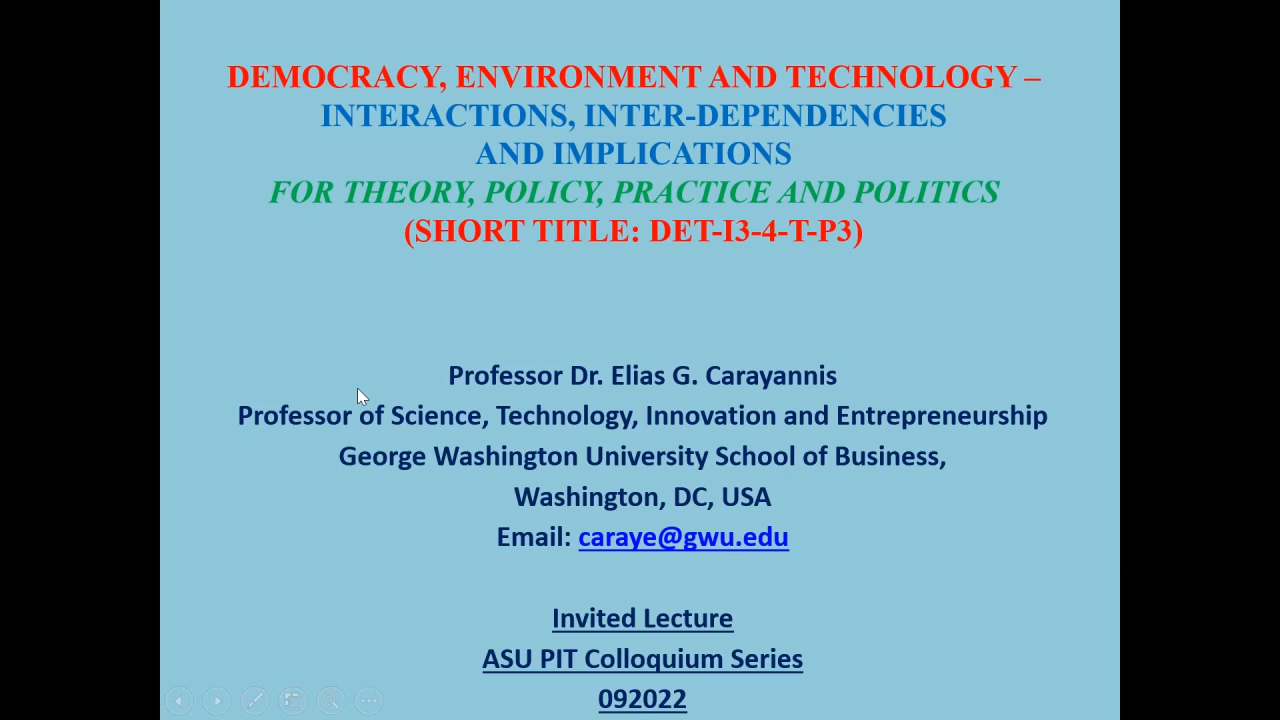 DEMOCRACY, ENVIRONMENT AND TECHNOLOGY –
INTERACTIONS, INTER-DEPENDENCIES
AND IMPLICATIONS
FOR THEORY, POLICY, PRACTICE AND POLITICS
(SHORT TITLE: DET-I3-4-T-P3)
Professor Dr. Elias G. Carayannis
Professor of Science, Technology, Innovation and Entrepreneurship
George Washington University School of Business,
Washington, DC, USA
Email: caraye@gwu.edu
Invited Lecture
ASU PIT Colloquium Series
092022